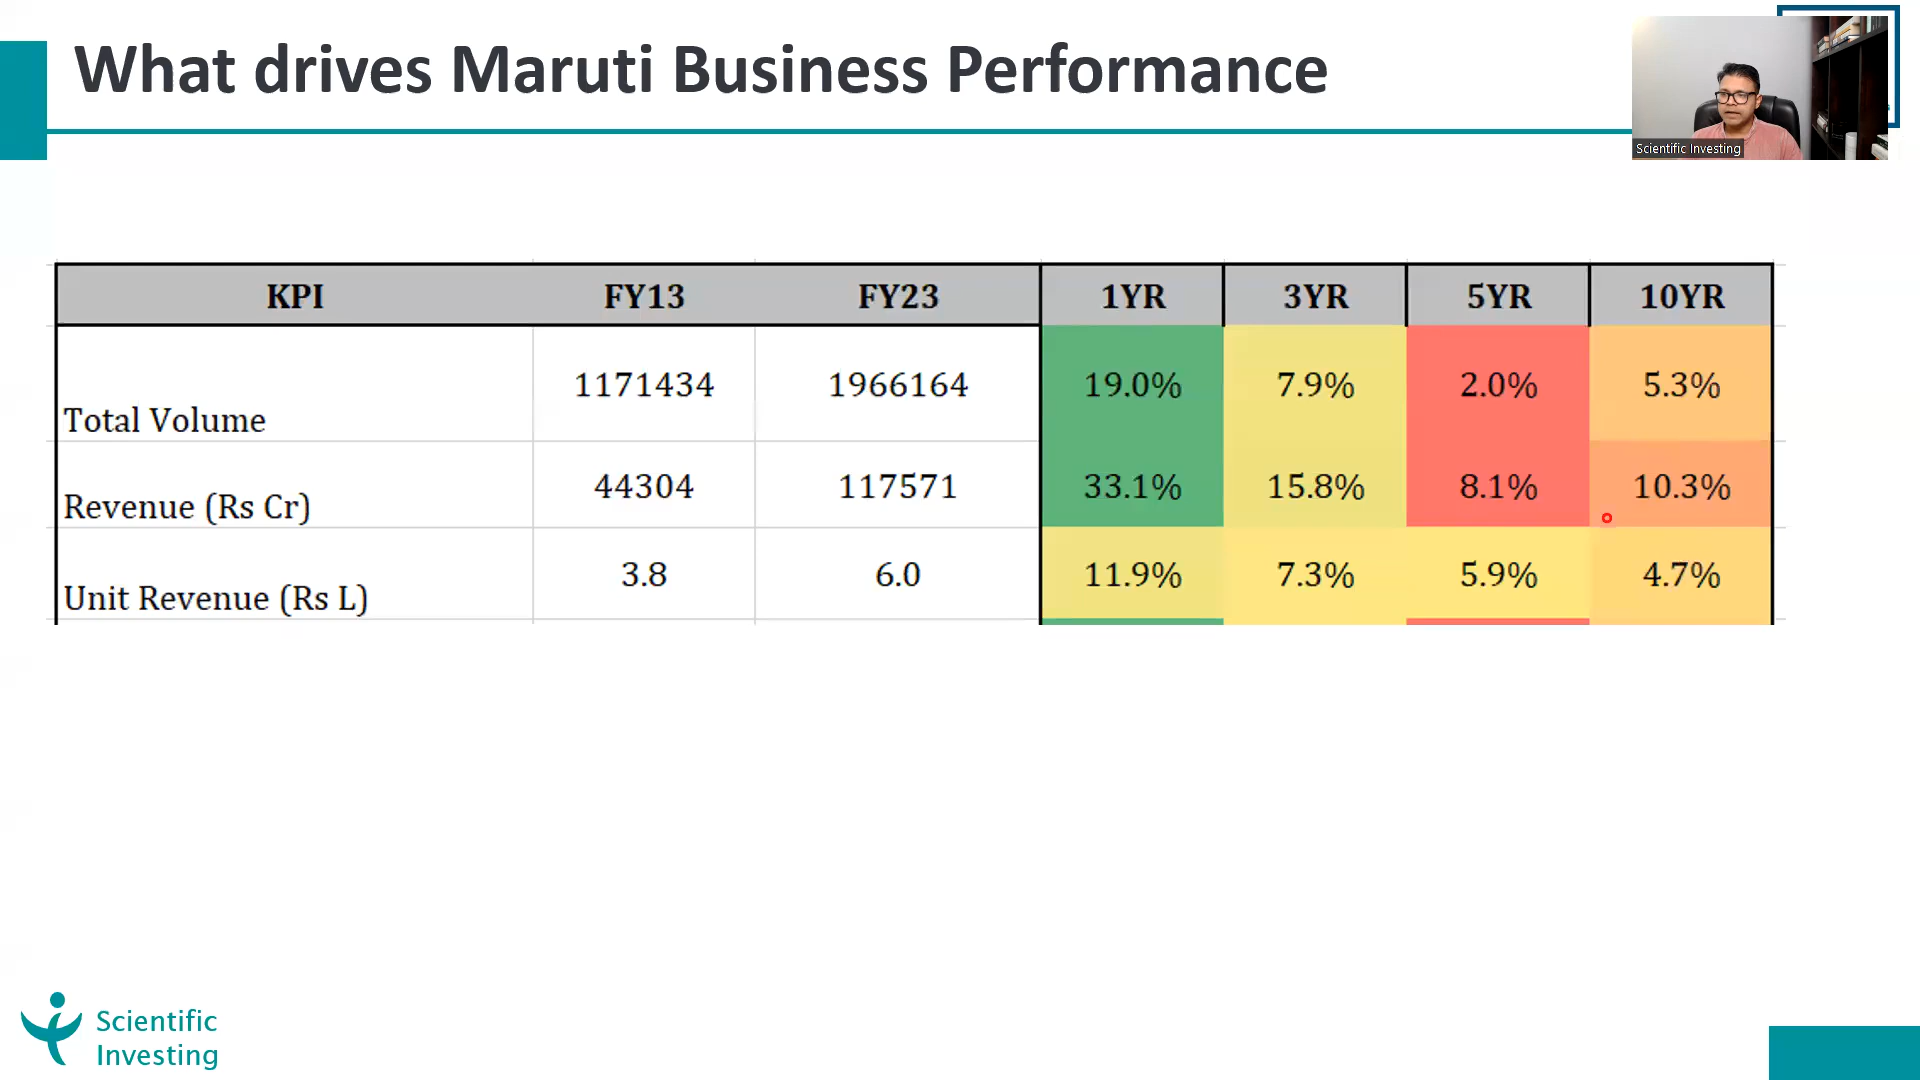 What drives Maruti Business Performance
Scientific Investing
KPI FY13 FY23 1YR 3YR 5YR 10YR
Total Volume 1171434 1966164 19.0% 7.9% 2.0% 5.3%
Revenue (Rs Cr) 44304 117571 33.1% 15.8% 8.1% 10.3%
Unit Revenue (Rs L) 3.8 6.0 11.9% 7.3% 5.9% 4.7%
Scientific
Investing